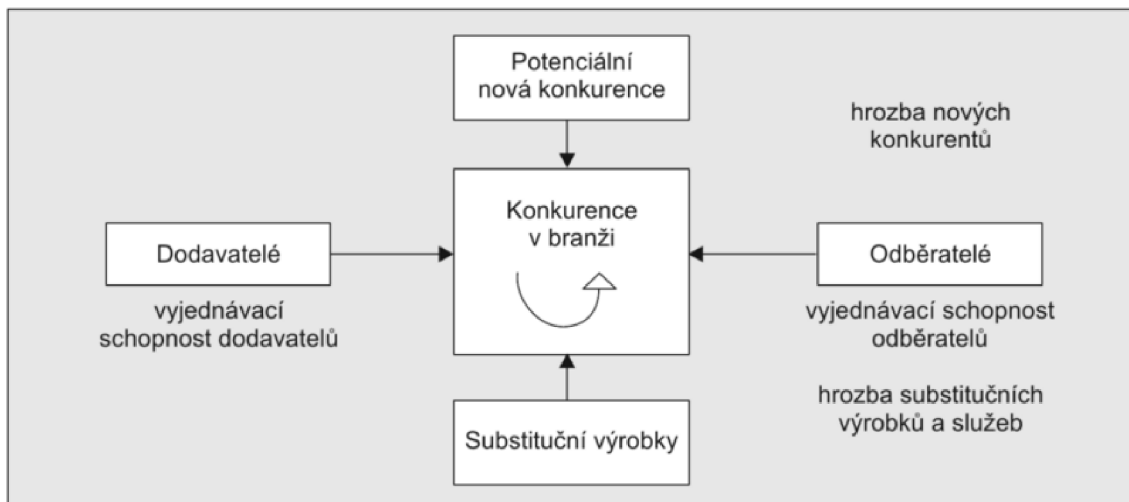 Potenciální
nová konkurence
hrozba nových
konkurentů
Konkurence
v branži
Dodavatelé
vyjednávací
schopnost dodavatelů
Odběratelé
vyjednávací schopnost
odběratelů
hrozba substitučních
výrobků a služeb
Substituční výrobky